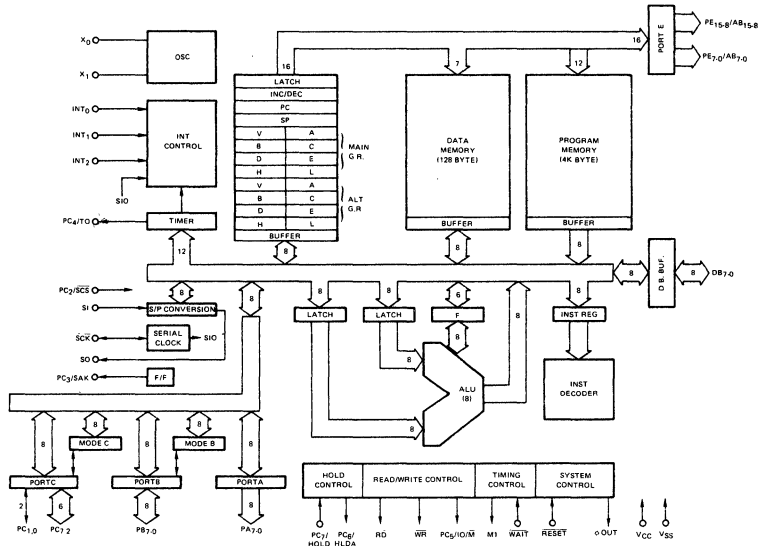 X0
X1
OSC
INT0
INT1
INT2
INT
CONTROL
SIO
PC4/TO
TIMER
12
16
LATCH
INC/DEC
PC
SP
V A
B C
D E
H L
MAIN
G R.
V A
B C
D E
H L
ALT
G.R
BUFFER
8
16
7
12
DATA
MEMORY
(128 BYTE)
BUFFER
8
PROGRAM
MEMORY
(4K BYTE)
BUFFER
8
PORT E
PE15-8/AB15-8
PE7-0/AB7-0
8
D.B. BUF.
8
DB7-0
PC2/SCS
SI
8
S/P CONVERSION
SCK
SERIAL
CLOCK
SIO
SO
PC3/SAK
F/F
8
8
LATCH
8
LATCH
8
6
F
8
8
8
INST REG
8
8
ALU
(8)
8
INST
DECODER
8
8
MODE C
8
8
MODE B
8
PORTC
PORTB
PORTA
2
6
8
8
PC1,0
PC7 2
PB7-0
PA7-0
HOLD
CONTROL
READ/WRITE CONTROL
TIMING
CONTROL
SYSTEM
CONTROL
PC7/
HOLD
PC6/
HLDA
RD
WR
PC5/IO/M
M1
WAIT
RESET
OUT
VCC
VSS